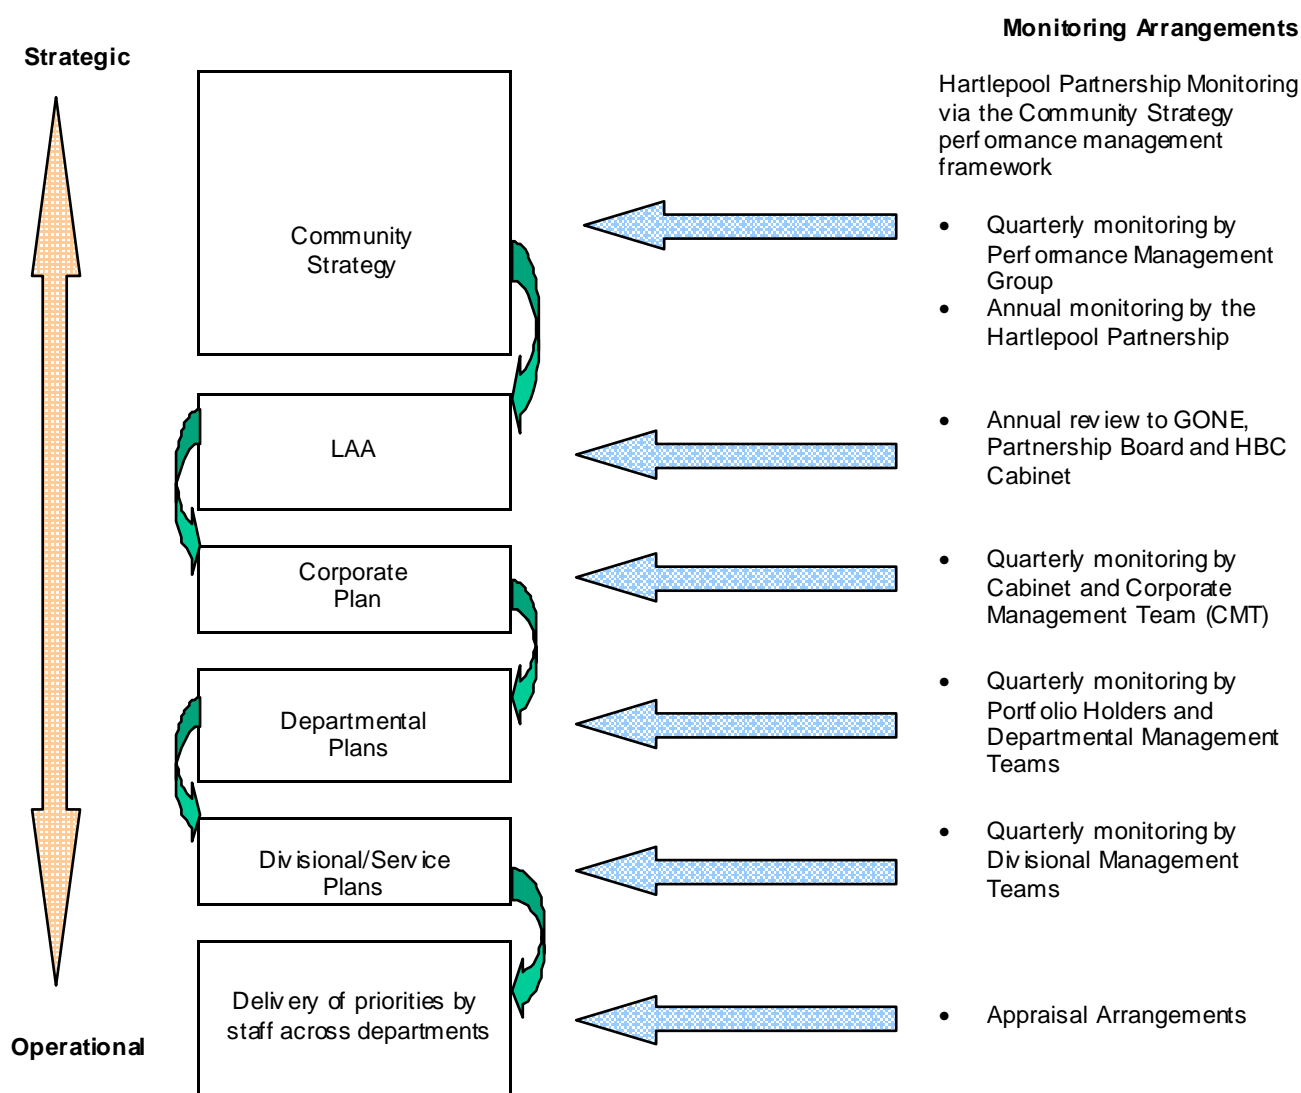 Monitoring Arrangements
Strategic
Hartlepool Partnership Monitoring
via the Community Strategy
performance management
framework
Community
Strategy
• Quarterly monitoring by
Performance Management
Group
• Annual monitoring by the
Hartlepool Partnership
LAA
• Annual review to GONE,
Partnership Board and HBC
Cabinet
Corporate
Plan
• Quarterly monitoring by
Cabinet and Corporate
Management Team (CMT)
Departmental
Plans
• Quarterly monitoring by
Portfolio Holders and
Departmental Management
Teams
Divisional/Service
Plans
• Quarterly monitoring by
Divisional Management
Teams
Delivery of priorities by
staff across departments
• Appraisal Arrangements
Operational